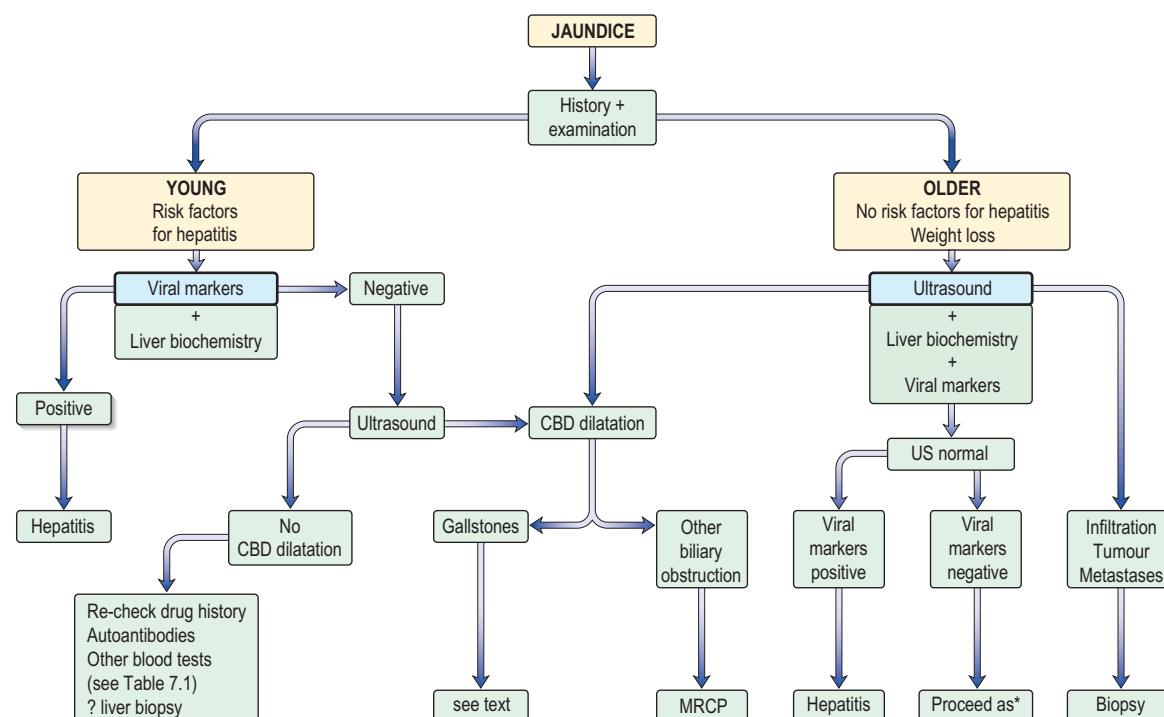 JAUNDICE
History +
examination
YOUNG
Risk factors
for hepatitis
OLDER
No risk factors for hepatitis
Weight loss
Viral markers
+
Liver biochemistry
Negative
Ultrasound
+
Liver biochemistry
+
Viral markers
Positive
Ultrasound
CBD dilatation
US normal
Hepatitis
No
CBD dilatation
Gallstones
Other
biliary
obstruction
Viral
markers
positive
Viral
markers
negative
Infiltration
Tumour
Metastases
Re-check drug history
Autoantibodies
Other blood tests
(see Table 7.1)
? liver biopsy
see text
MRCP
Hepatitis
Proceed as*
Biopsy